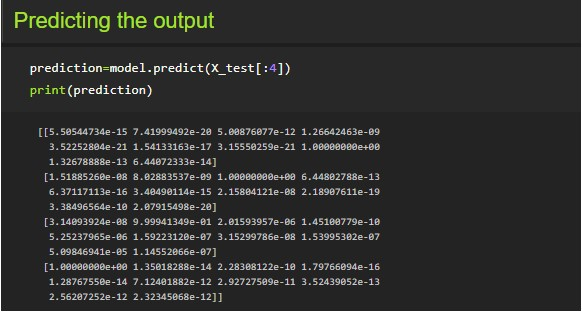 Predicting the output
prediction=model.predict(X_test[:4])
print(prediction)
[[5.50544734e-15 7.41999492e-20 5.00876077e-12 1.26642463e-09
3.52252804e-21 1.54133163e-17 3.15550259e-21 1.00000000e+00
1.32678888e-13 6.44072333e-14]
[1.51885260e-08 8.02883537e-09 1.00000000e+00 6.44802788e-13
6.37117113e-16 3.40490114e-15 2.15804121e-08 2.18907611e-19
3.38496564e-10 2.07915498e-20]
[3.14093924e-08 9.99941349e-01 2.01593957e-06 1.45100779e-10
5.25237965e-06 1.59223120e-07 3.15299786e-08 1.53995302e-07
5.09846941e-05 1.14552066e-07]
[1.00000000e+00 1.35018288e-14 2.28308122e-10 1.79766094e-16
1.28767550e-14 7.12401882e-12 2.92727509e-11 3.52439052e-13
2.56207252e-12 2.32345068e-12]]